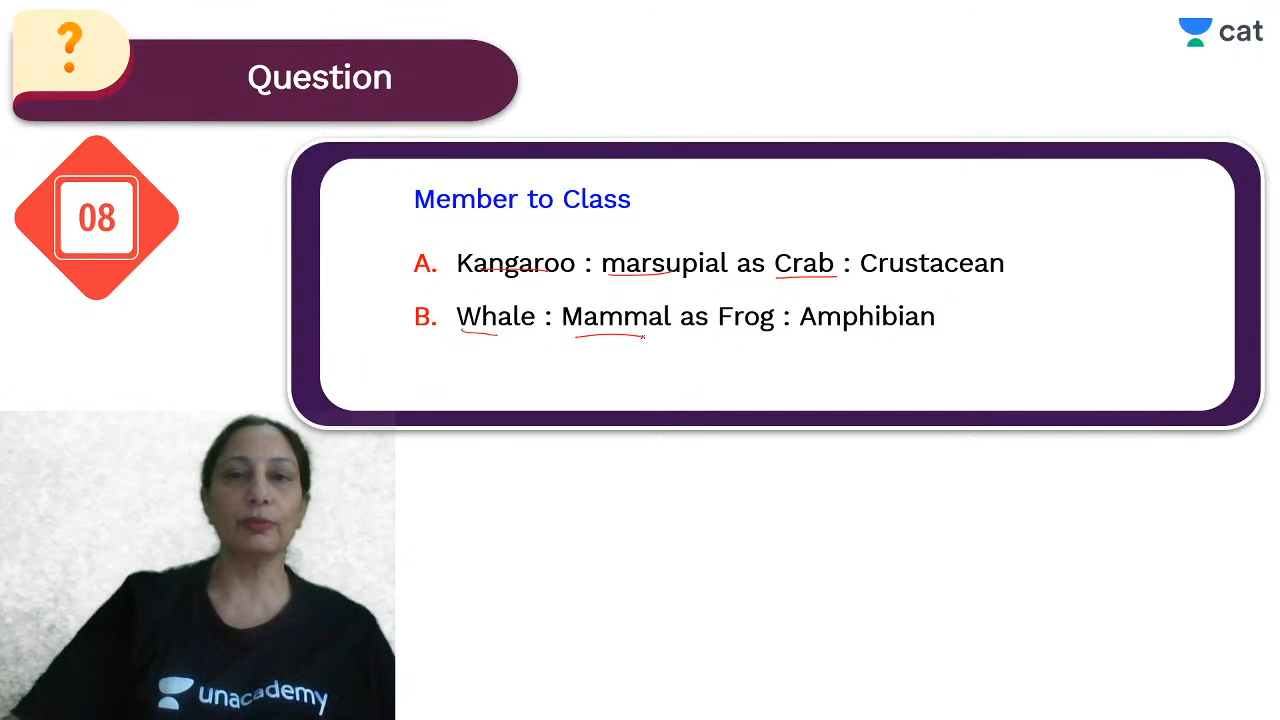 ?
cat
Question
08
Member to Class
A. Kangaroo : marsupial as Crab : Crustacean
B. Whale : Mammal as Frog : Amphibian
unacademy